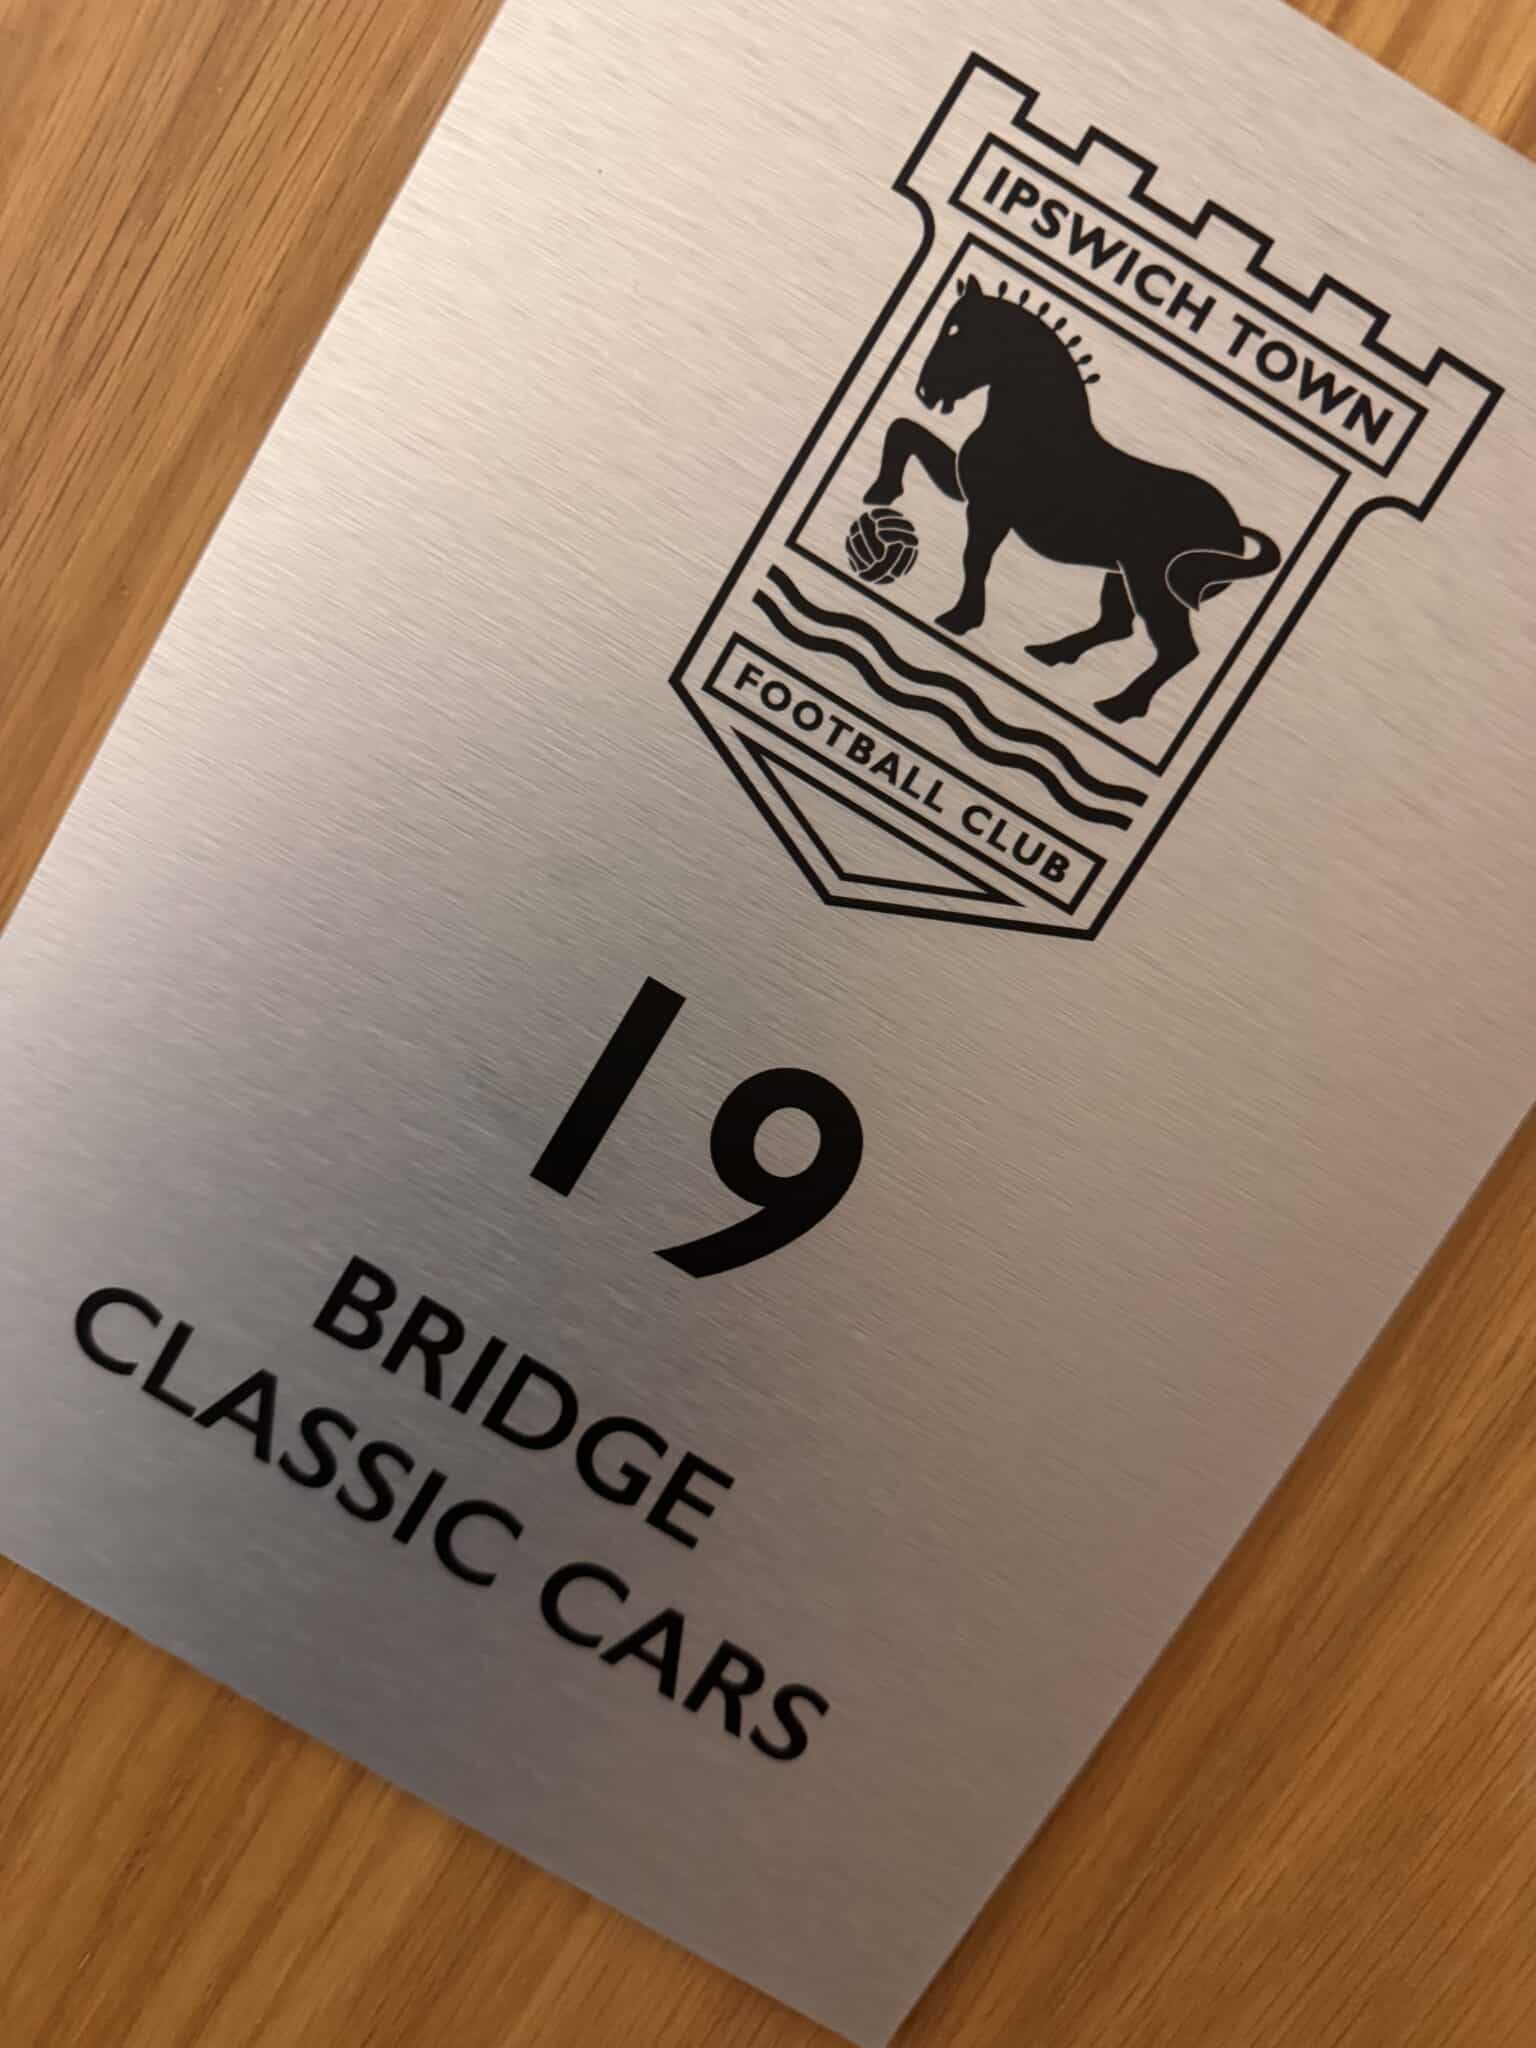 IPSWICH TOWN
FOOTBALL CLUB
19
BRIDGE
CLASSIC CARS